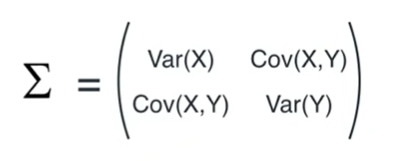 Σ = Var(X) Cov(X,Y)
Cov(X,Y) Var(Y)